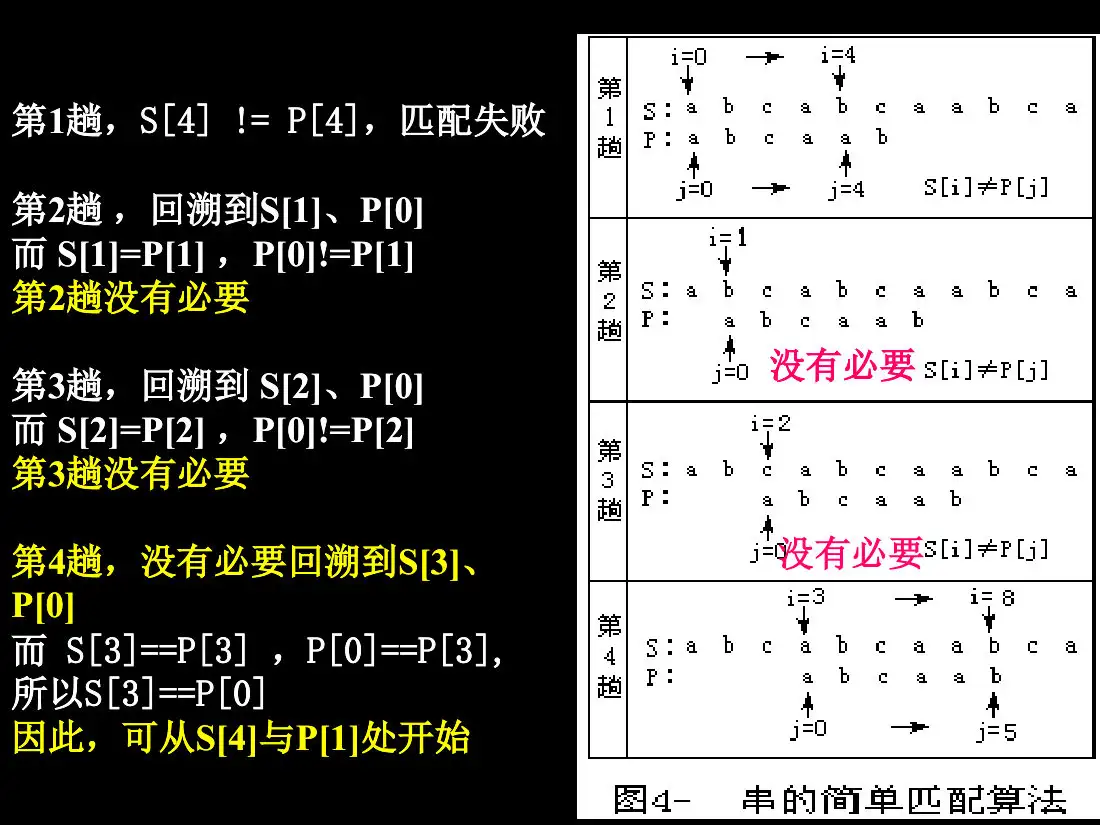 第1趟，S[4] != P[4]，匹配失败
第2趟 ，回溯到S[1]、P[0]
而 S[1]=P[1] ，P[0]!=P[1]
第2趟没有必要
第3趟，回溯到 S[2]、P[0]
而 S[2]=P[2] ，P[0]!=P[2]
第3趟没有必要
第4趟，没有必要回溯到S[3]、
P[0]
而 S[3]==P[3] ，P[0]==P[3],
所以S[3]==P[0]
因此，可从S[4]与P[1]处开始
第1趟
i=0 → i=4
S: a b c a b c a a b c a
P: a b c a a b
j=0 → j=4 S[i]≠P[j]
第2趟
i=1
S: a b c a b c a a b c a
P: a b c a a b
j=0 没有必要 S[i]≠P[j]
第3趟
i=2
S: a b c a b c a a b c a
P: a b c a a b
j=0 没有必要 S[i]≠P[j]
第4趟
i=3 → i= 8
S: a b c a b c a a b c a
P: a b c a a b
j=0 → j=5
图4- 串的简单匹配算法